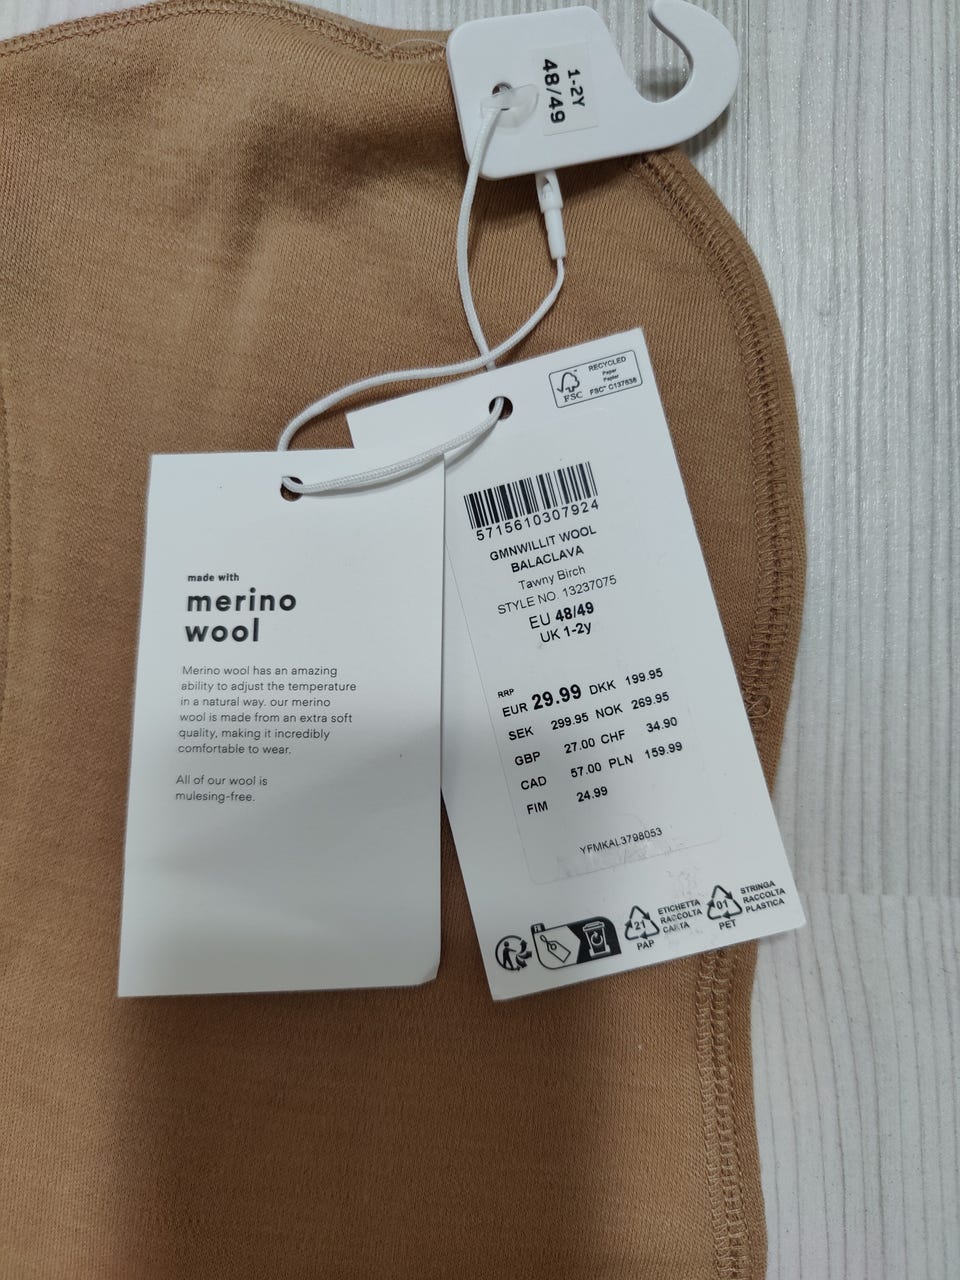 1-2Y
48/49
RECYCLED
Paper
Papier
FSC™ C137638
FSC
5715610307924
GMNWILLIT WOOL
BALACLAVA
Tawny Birch
STYLE NO. 13237075
EU 48/49
UK 1-2y
RRP
EUR 29.99 DKK 199.95
SEK 299.95 NOK 269.95
GBP 27.00 CHF 34.90
CAD 57.00 PLN 159.99
FIM 24.99
YFMKAL3798053
FR
21
PAP
ETICHETTA
RACCOLTA
CARTA
01
PET
STRINGA
RACCOLTA
PLASTICA
made with
merino
wool
Merino wool has an amazing
ability to adjust the temperature
in a natural way. our merino
wool is made from an extra soft
quality, making it incredibly
comfortable to wear.
All of our wool is
mulesing-free.